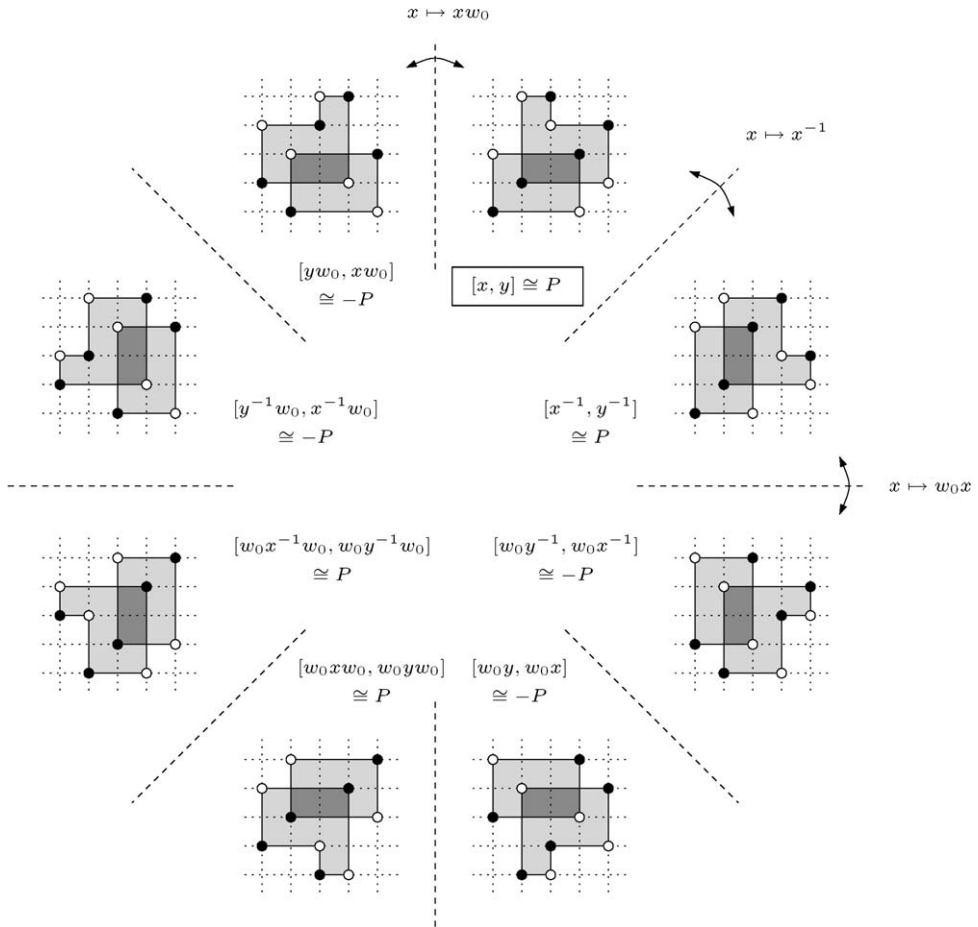 x ↦ xw₀
x ↦ x⁻¹
[yw₀, xw₀]
≅ −P
[x, y] ≅ P
[y⁻¹w₀, x⁻¹w₀]
≅ −P
[x⁻¹, y⁻¹]
≅ P
x ↦ w₀x
[w₀x⁻¹w₀, w₀y⁻¹w₀]
≅ P
[w₀y⁻¹, w₀x⁻¹]
≅ −P
[w₀xw₀, w₀yw₀]
≅ P
[w₀y, w₀x]
≅ −P